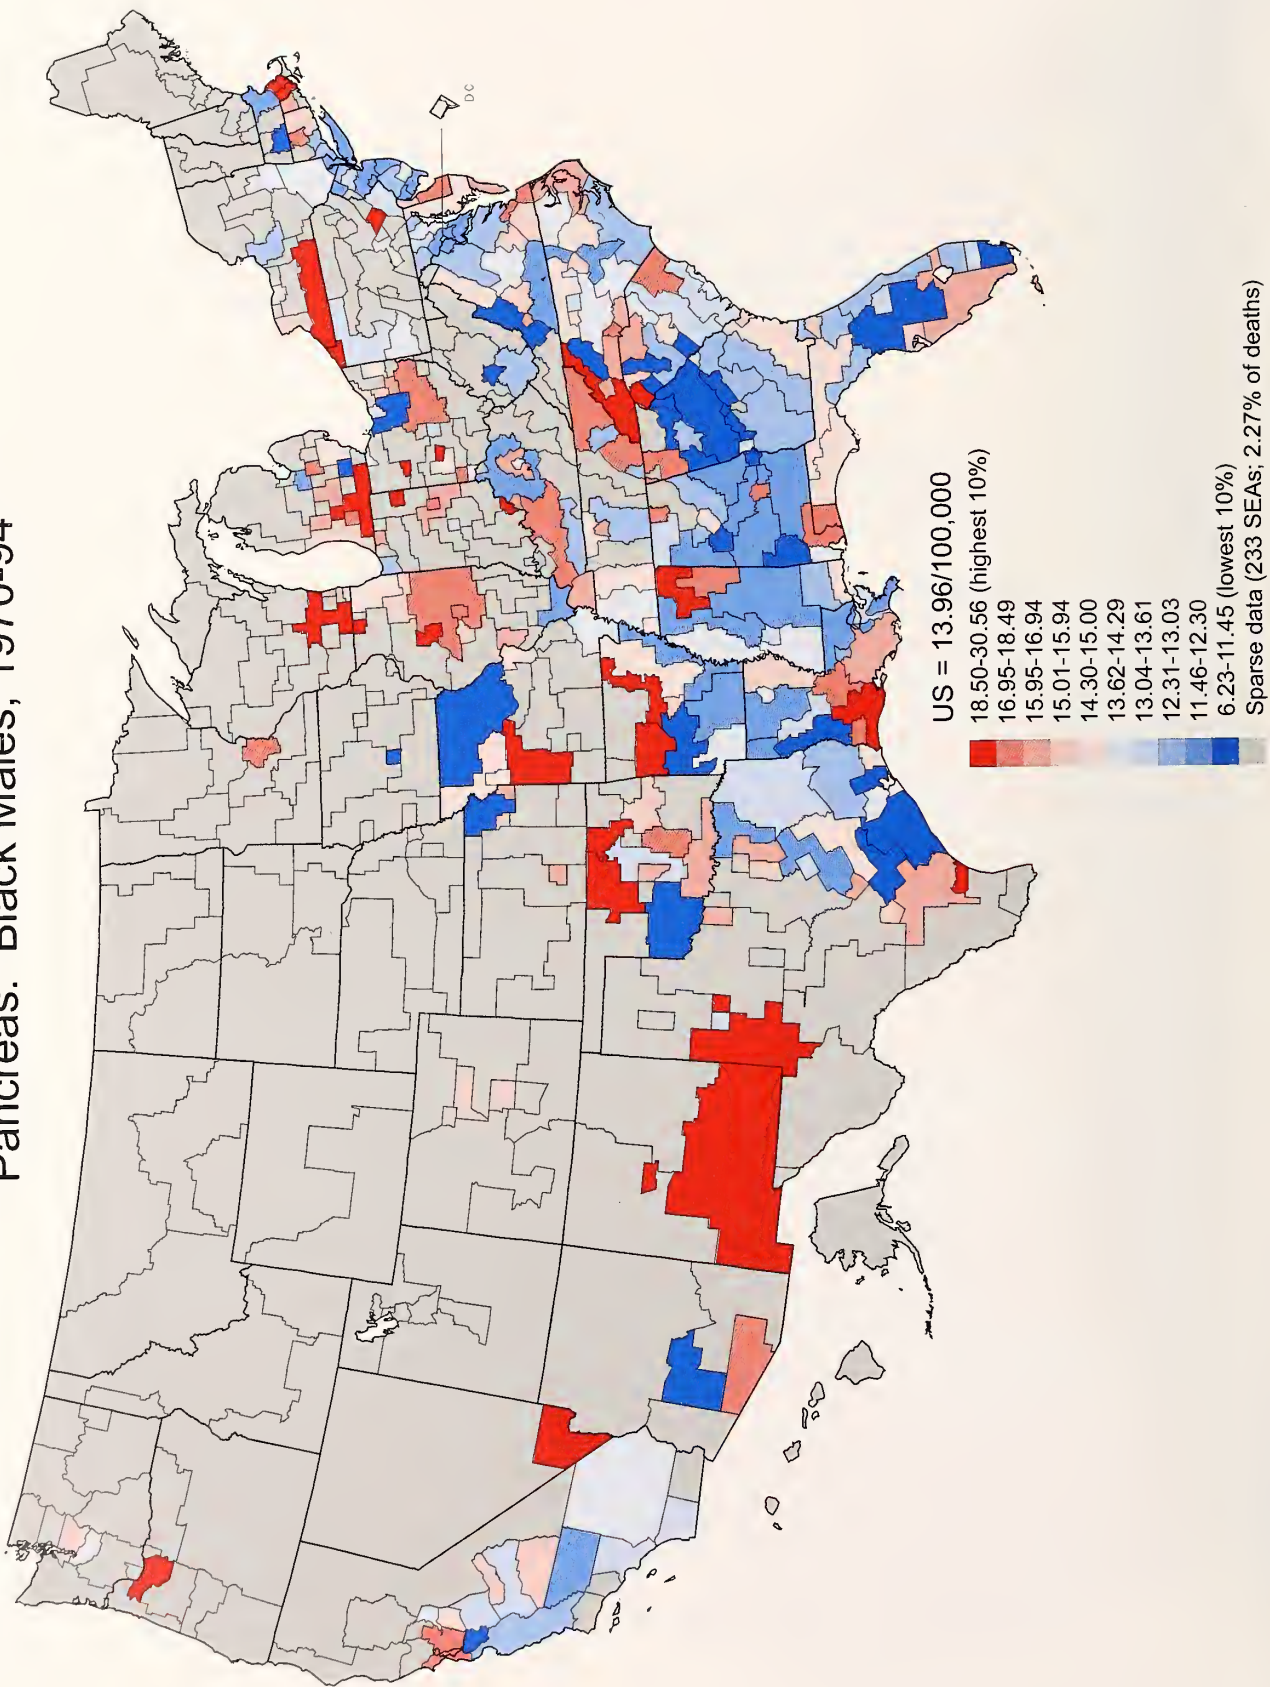 Pancreas: Black Males, 1970-94
DC
US = 13.96/100,000
18.50-30.56 (highest 10%)
16.95-18.49
15.95-16.94
15.01-15.94
14.30-15.00
13.62-14.29
13.04-13.61
12.31-13.03
11.46-12.30
6.23-11.45 (lowest 10%)
Sparse data (233 SEAs; 2.27% of deaths)